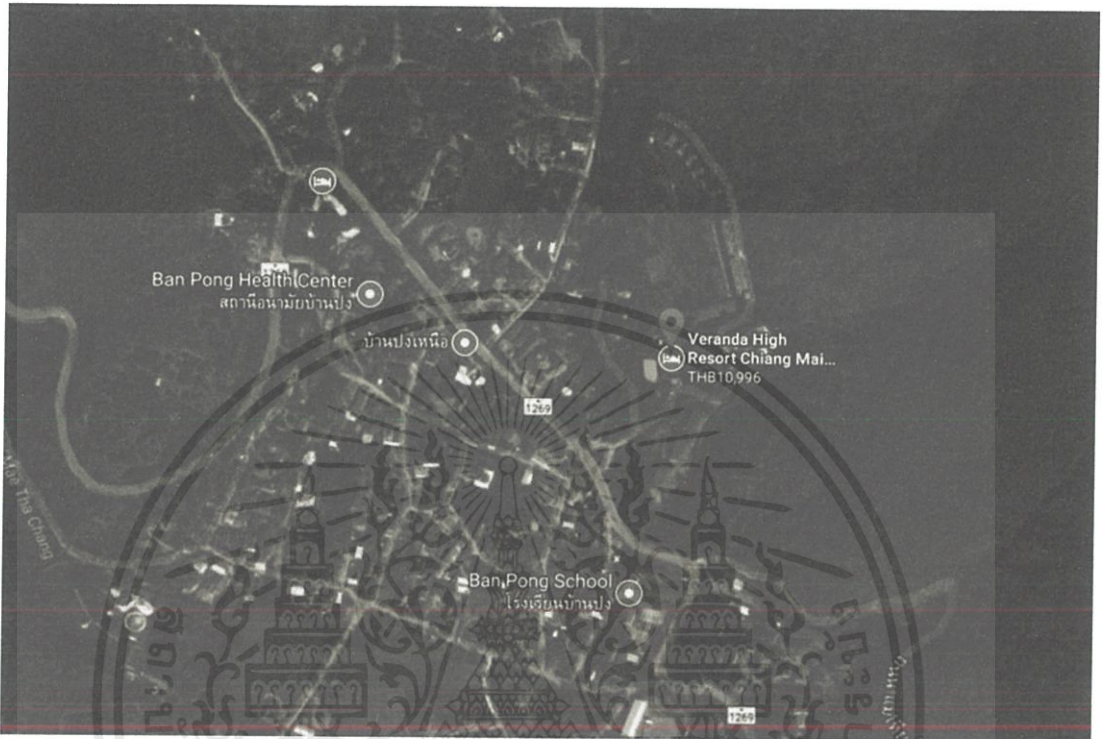 Ban Pong Health Center
สถานีอนามัยบ้านปง
บ้านปงเหนือ
Veranda High
Resort Chiang Mai...
THB10,996
1269
Mae Tha Chang
Ban Pong School
โรงเรียนบ้านปง
1269